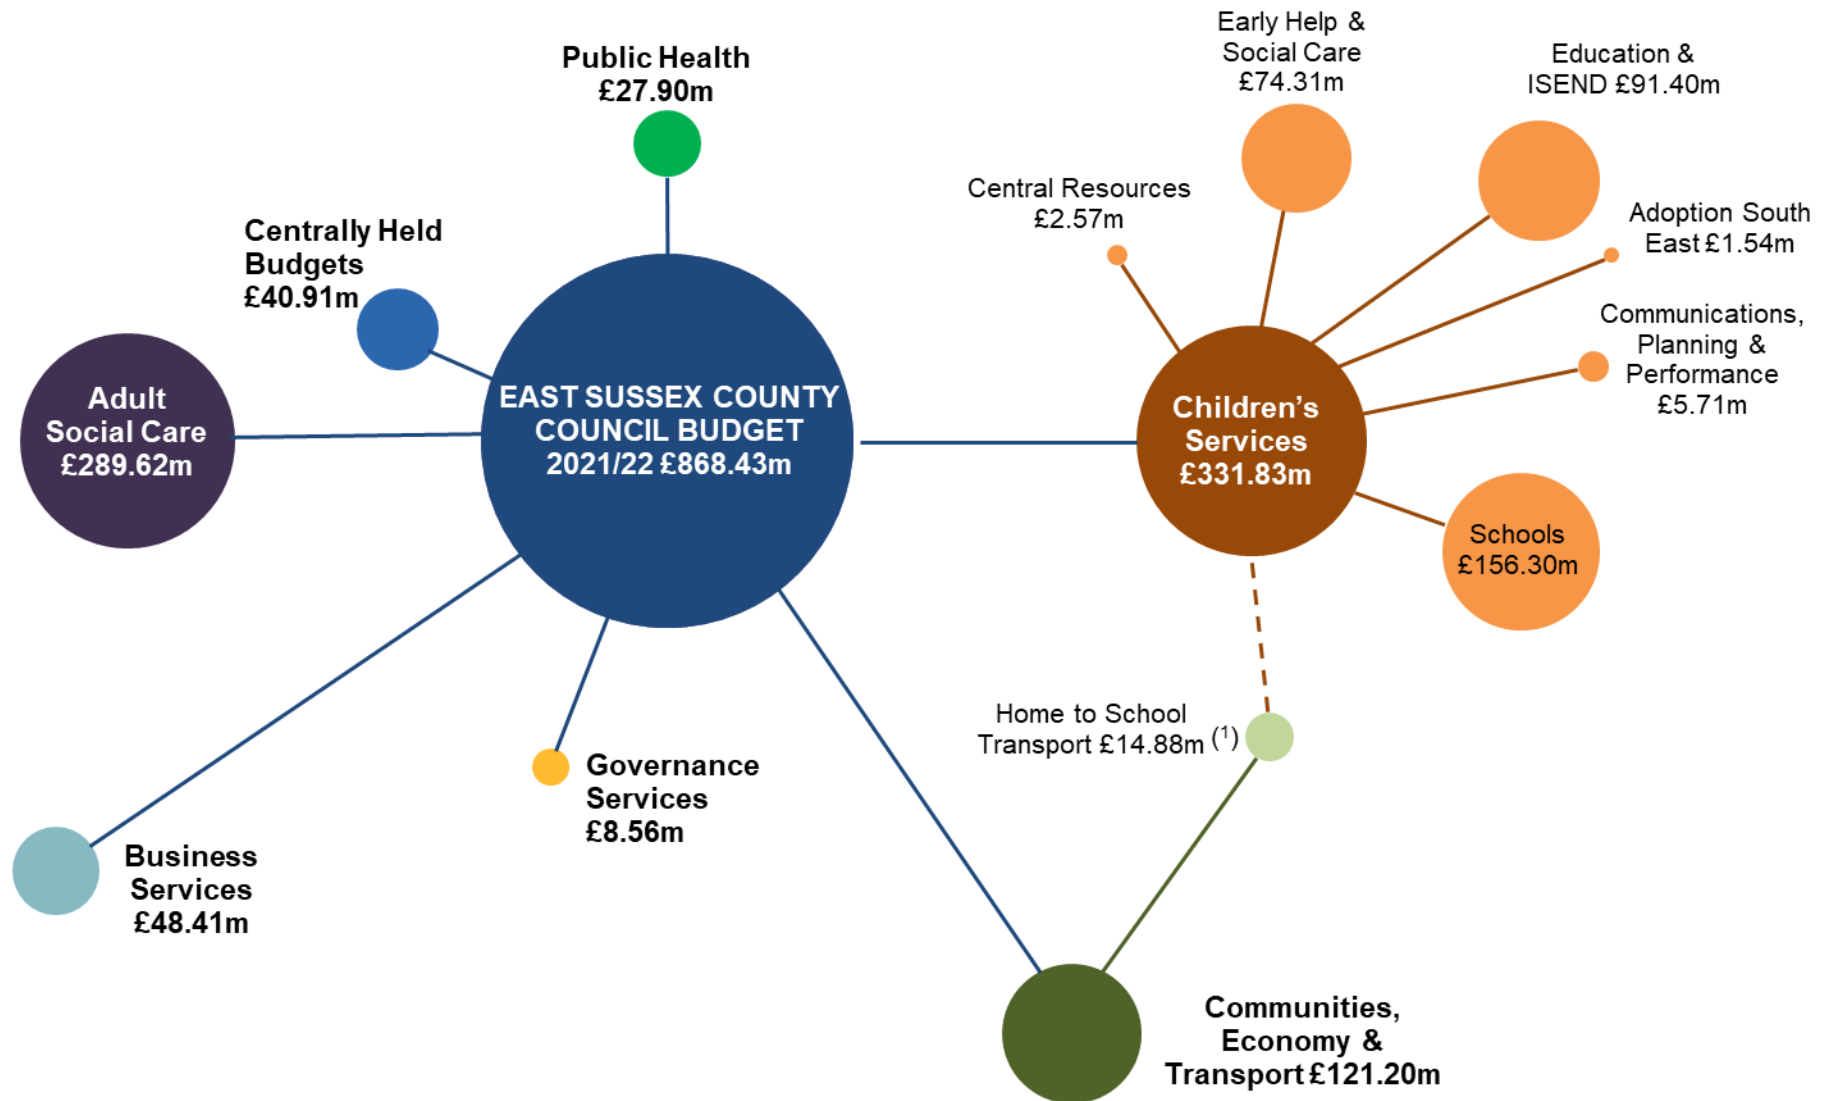 Public Health
£27.90m
Centrally Held
Budgets
£40.91m
Adult
Social Care
£289.62m
EAST SUSSEX COUNTY
COUNCIL BUDGET
2021/22 £868.43m
Business
Services
£48.41m
Governance
Services
£8.56m
Early Help &
Social Care
£74.31m
Education &
ISEND £91.40m
Central Resources
£2.57m
Adoption South
East £1.54m
Communications,
Planning &
Performance
£5.71m
Children’s
Services
£331.83m
Schools
£156.30m
Home to School
Transport £14.88m (1)
Communities,
Economy &
Transport £121.20m